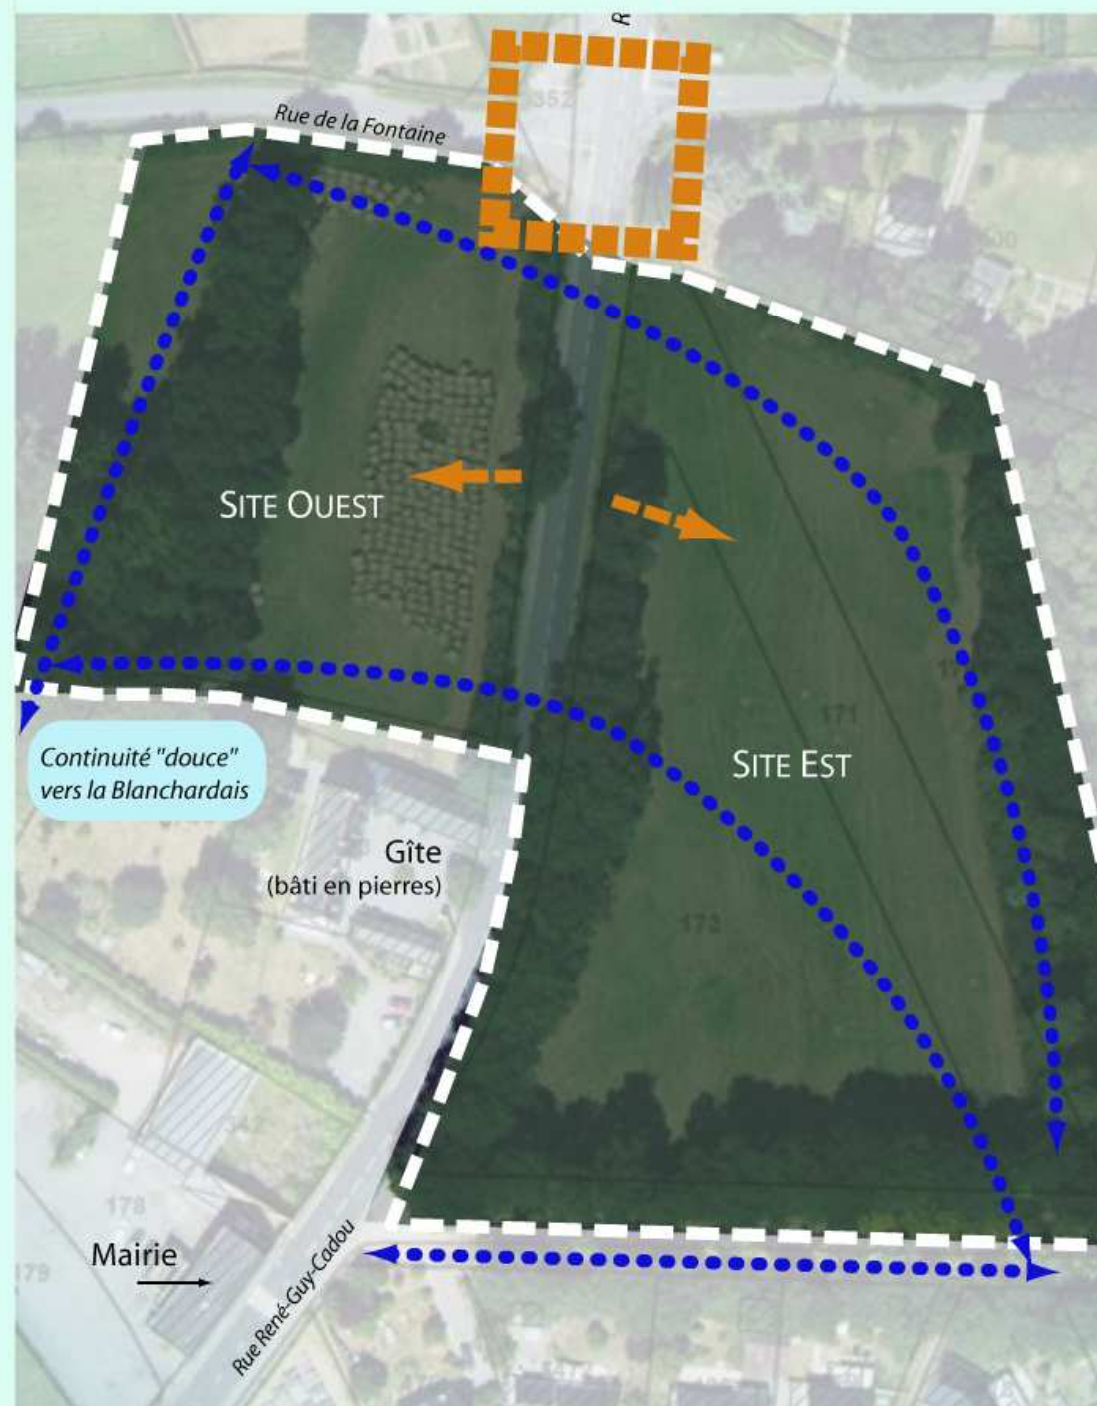 R
352
Rue de la Fontaine
SITE OUEST
171
SITE EST
Continuité "douce"
vers la Blanchardais
Gîte
(bâti en pierres)
172
178
Mairie
179
Rue René-Guy-Cadou